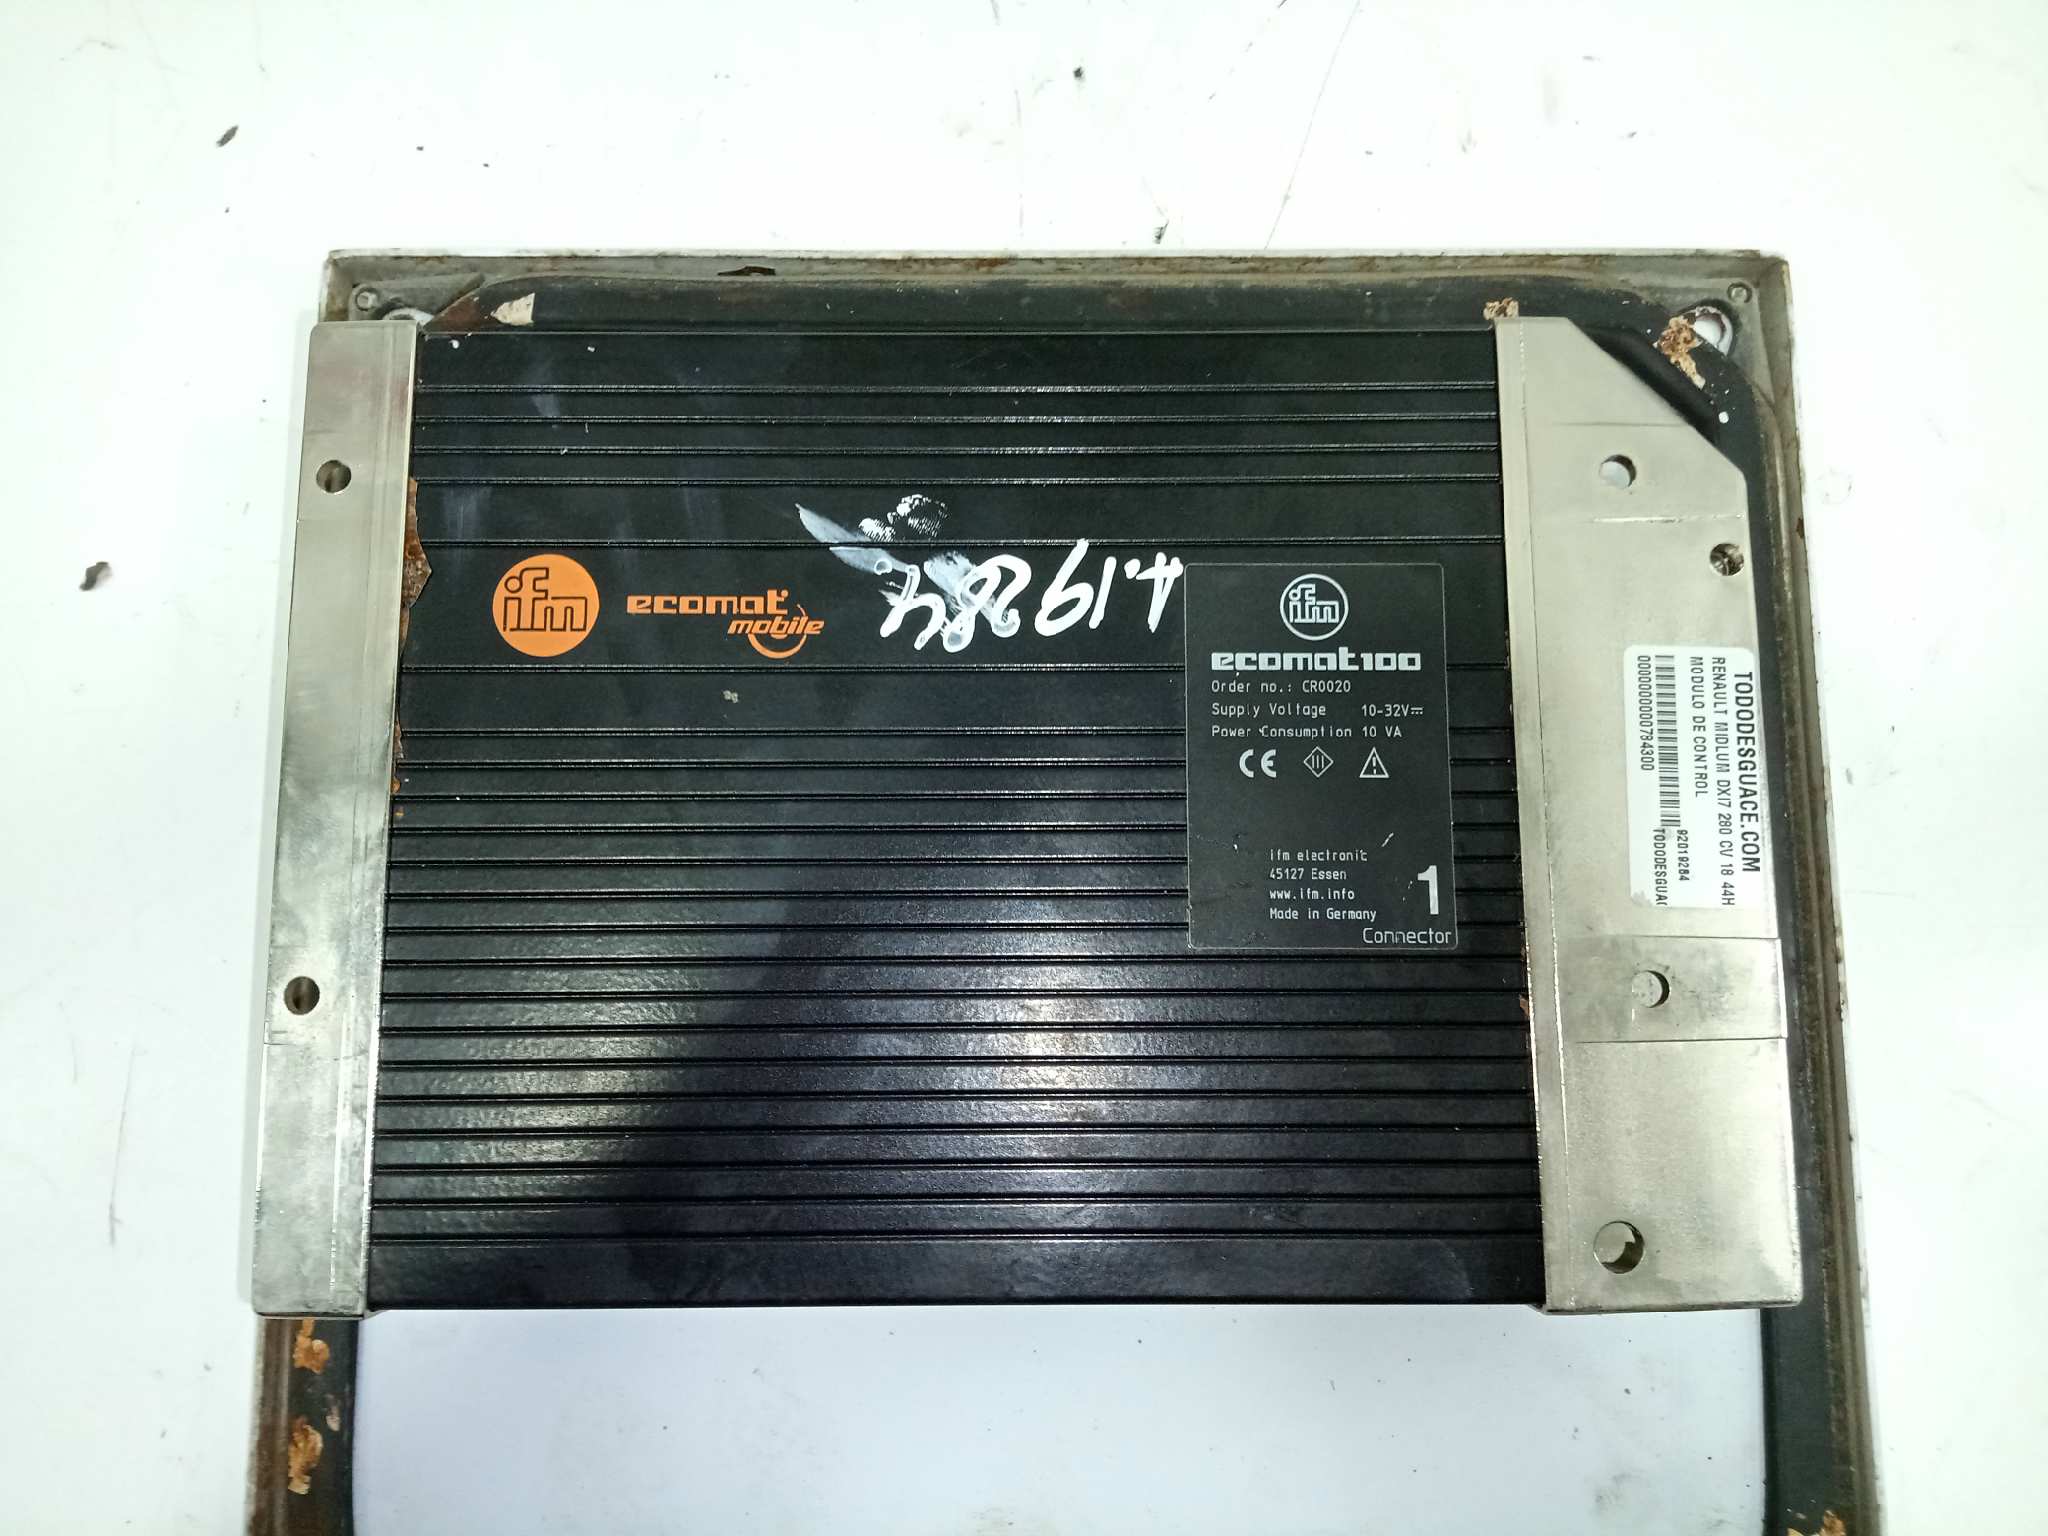 ifm
ecomat
mobile
A.19284
ifm
ecomat100
Order no.: CR0020
Supply Voltage 10-32V
Power Consumption 10 VA
CE
ifm electronic
45127 Essen
www.ifm.info
Made in Germany
1
Connector
TODODESGUACE.COM
RENAULT MIDLUM DXI7 280 CV 18 44H
MODULO DE CONTROL
92019284
0000000000784300